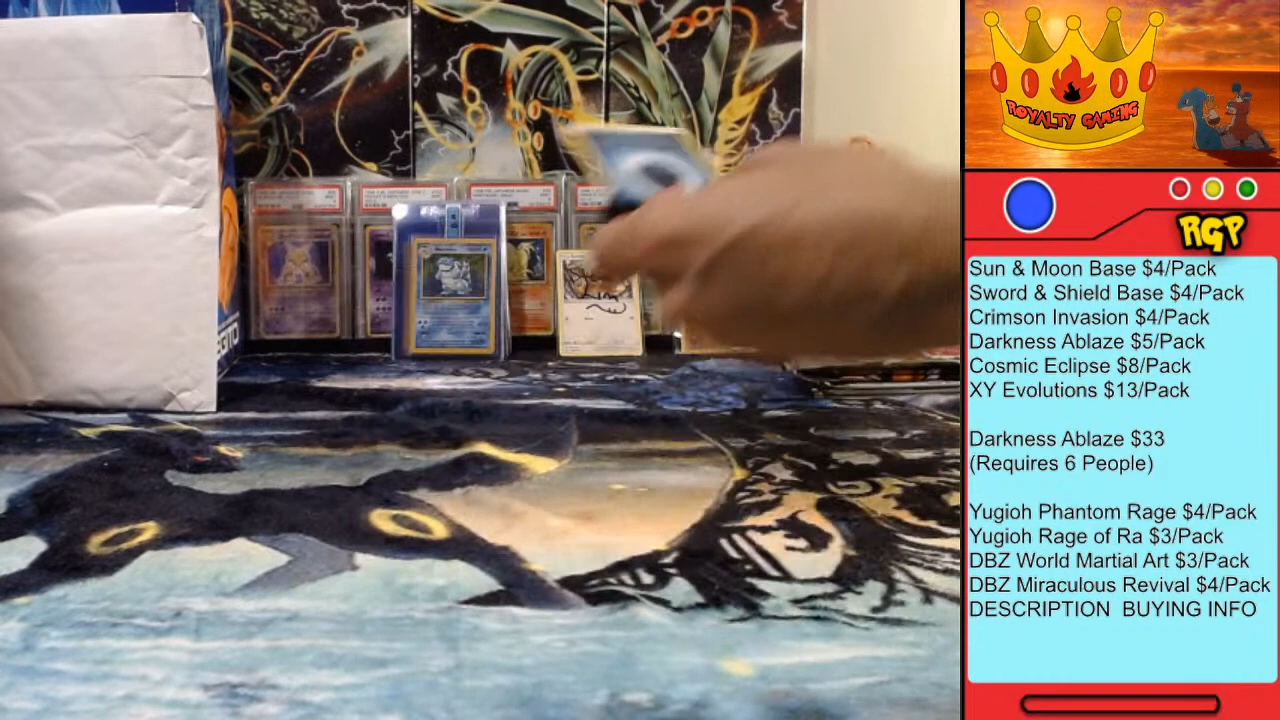 ROYALTY GAMING
RGP
Sun & Moon Base $4/Pack
Sword & Shield Base $4/Pack
Crimson Invasion $4/Pack
Darkness Ablaze $5/Pack
Cosmic Eclipse $8/Pack
XY Evolutions $13/Pack
Darkness Ablaze $33
(Requires 6 People)
Yugioh Phantom Rage $4/Pack
Yugioh Rage of Ra $3/Pack
DBZ World Martial Art $3/Pack
DBZ Miraculous Revival $4/Pack
DESCRIPTION BUYING INFO